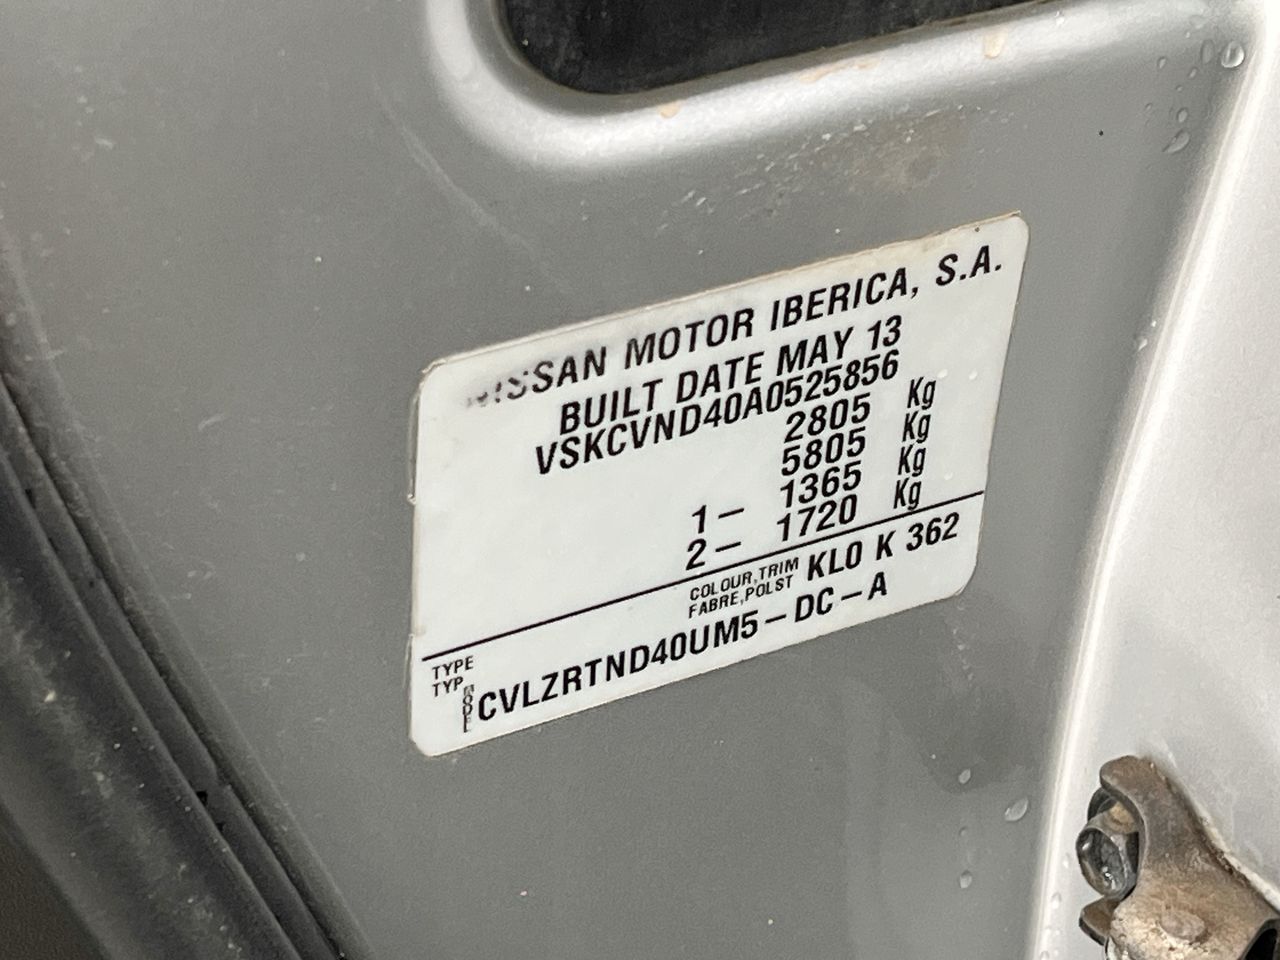 NISSAN MOTOR IBERICA, S.A.
BUILT DATE MAY 13
VSKCVND40A0525856
2805 Kg
5805 Kg
1- 1365 Kg
2- 1720 Kg
COLOUR,TRIM
FABRE,POLST
KL0 K 362
TYPE
TYP
MODEL
CVLZRTND40UM5-DC-A